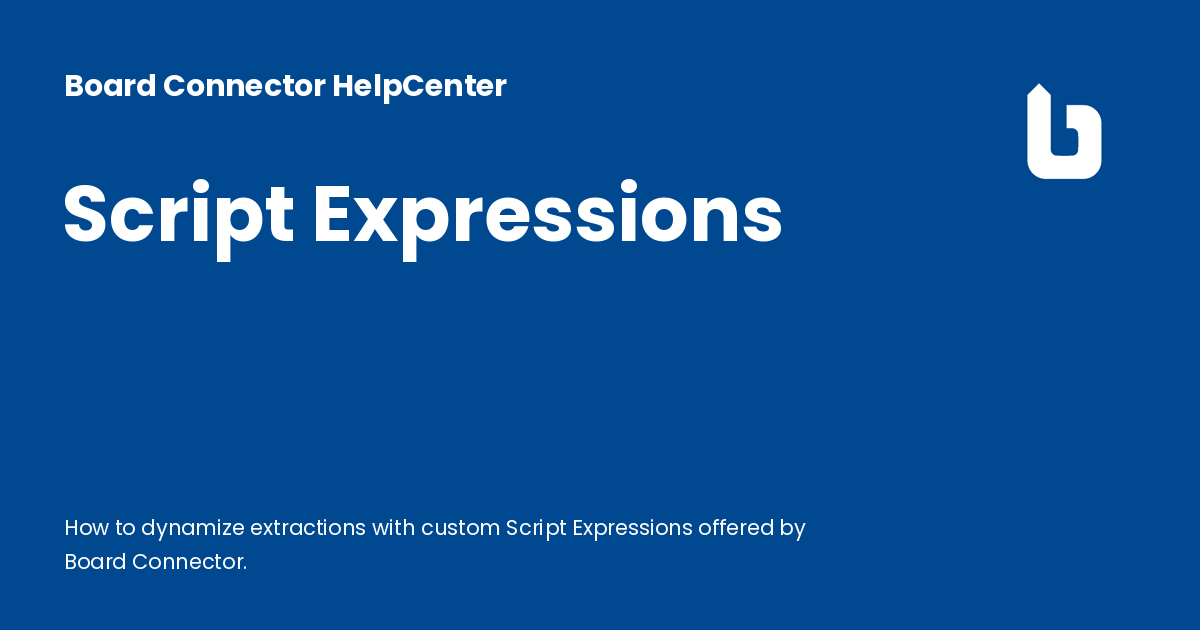 Board Connector HelpCenter
Script Expressions
How to dynamize extractions with custom Script Expressions offered by
Board Connector.